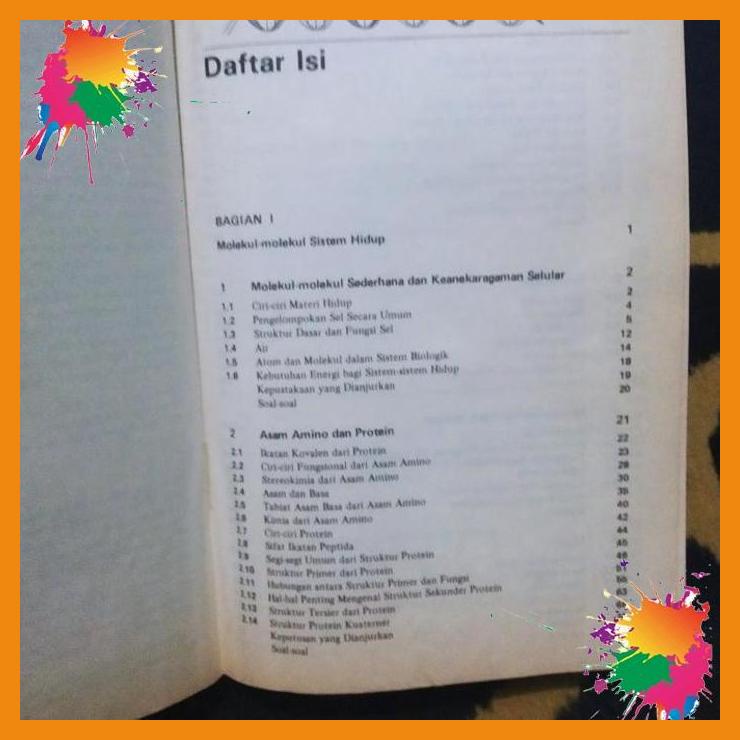 Daftar Isi
BAGIAN I
Molekul-molekul Sistem Hidup 1
1 Molekul-molekul Sederhana dan Keanekaragaman Selular 2
1.1 Ciri-ciri Materi Hidup 2
1.2 Pengelompokan Sel Secara Umum 4
1.3 Struktur Dasar dan Fungsi Sel 5
1.4 Air 12
1.5 Atom dan Molekul dalam Sistem Biologik 14
1.6 Kebutuhan Energi bagi Sistem-sistem Hidup 18
Kepustakaan yang Dianjurkan 19
Soal-soal 20
2 Asam Amino dan Protein 21
2.1 Ikatan Kovalen dari Protein 22
2.2 Ciri-ciri Fungsional dari Asam Amino 23
2.3 Stereokimia dari Asam Amino 28
2.4 Asam dan Basa 30
2.5 Tabiat Asam Basa dari Asam Amino 35
2.6 Kimia dari Asam Amino 40
2.7 Ciri-ciri Protein 42
2.8 Sifat Ikatan Peptida 44
2.9 Segi-segi Umum dari Struktur Protein 45
2.10 Struktur Primer dari Protein
2.11 Hubungan antara Struktur Primer dan Fungsi
2.12 Hal-hal Penting Mengenai Struktur Sekunder Protein
2.13 Struktur Tersier dari Protein
2.14 Struktur Protein Kuaterner
yang Dianjurkan
Soal-soal